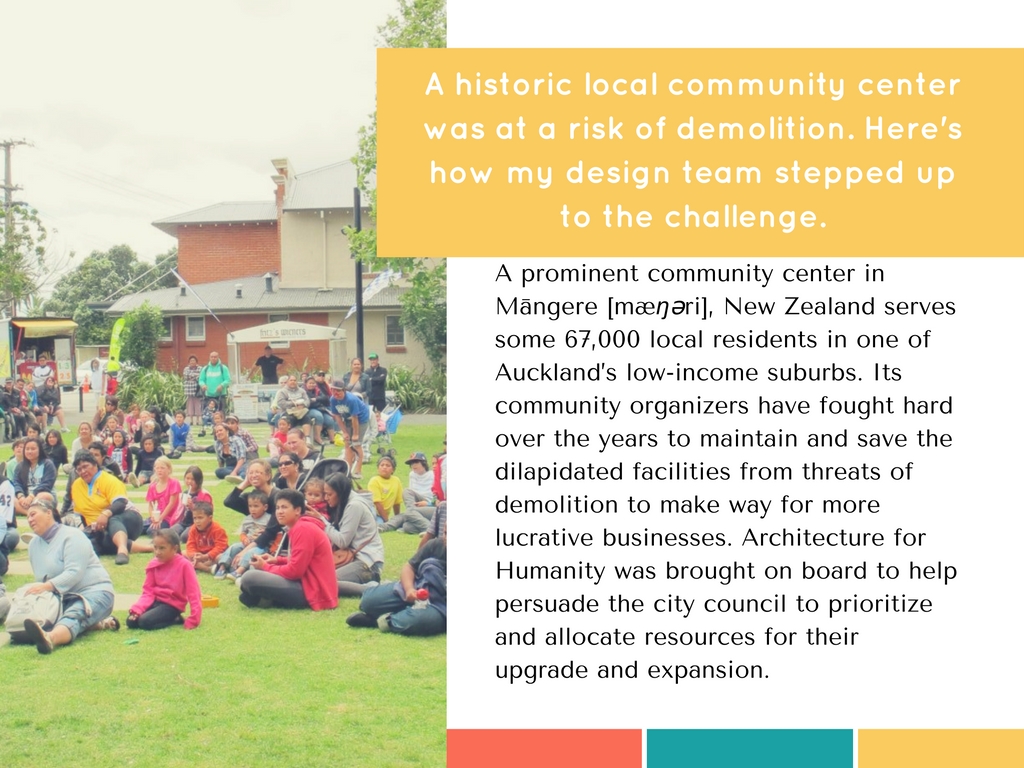 A historic local community center
was at a risk of demolition. Here's
how my design team stepped up
to the challenge.
A prominent community center in
Māngere [mæŋəri], New Zealand serves
some 67,000 local residents in one of
Auckland's low-income suburbs. Its
community organizers have fought hard
over the years to maintain and save the
dilapidated facilities from threats of
demolition to make way for more
lucrative businesses. Architecture for
Humanity was brought on board to help
persuade the city council to prioritize
and allocate resources for their
upgrade and expansion.